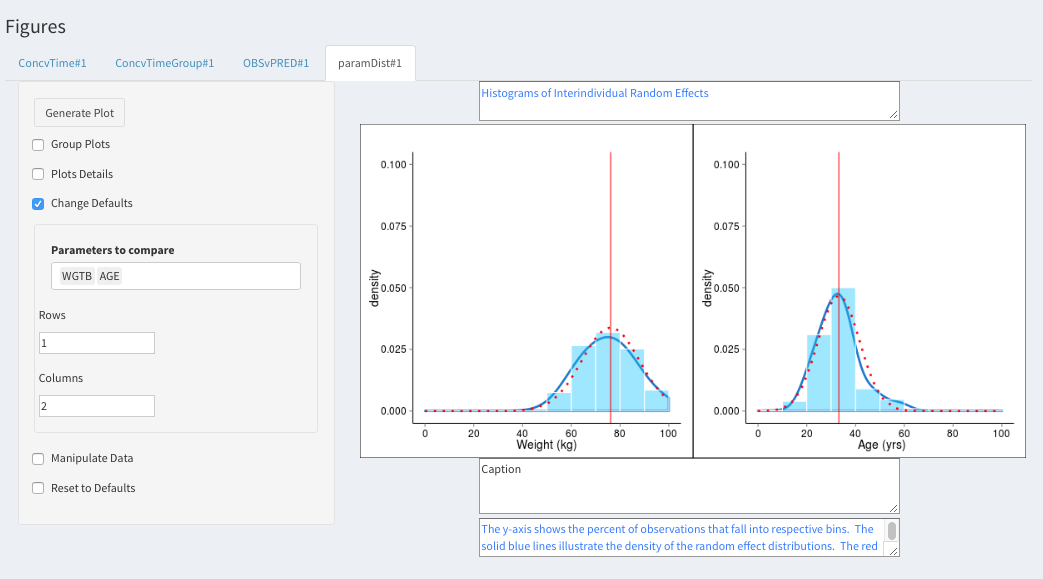 Figures
ConcvTime#1 ConcvTimeGroup#1 OBSvPRED#1 paramDist#1
Generate Plot
Group Plots
Plots Details
Change Defaults
Parameters to compare
WGTB AGE
Rows
1
Columns
2
Manipulate Data
Reset to Defaults
Histograms of Interindividual Random Effects
density
0.100
0.075
0.050
0.025
0.000
0 20 40 60 80 100
Weight (kg)
density
0.100
0.075
0.050
0.025
0.000
0 20 40 60 80 100
Age (yrs)
Caption
The y-axis shows the percent of observations that fall into respective bins. The
solid blue lines illustrate the density of the random effect distributions. The red